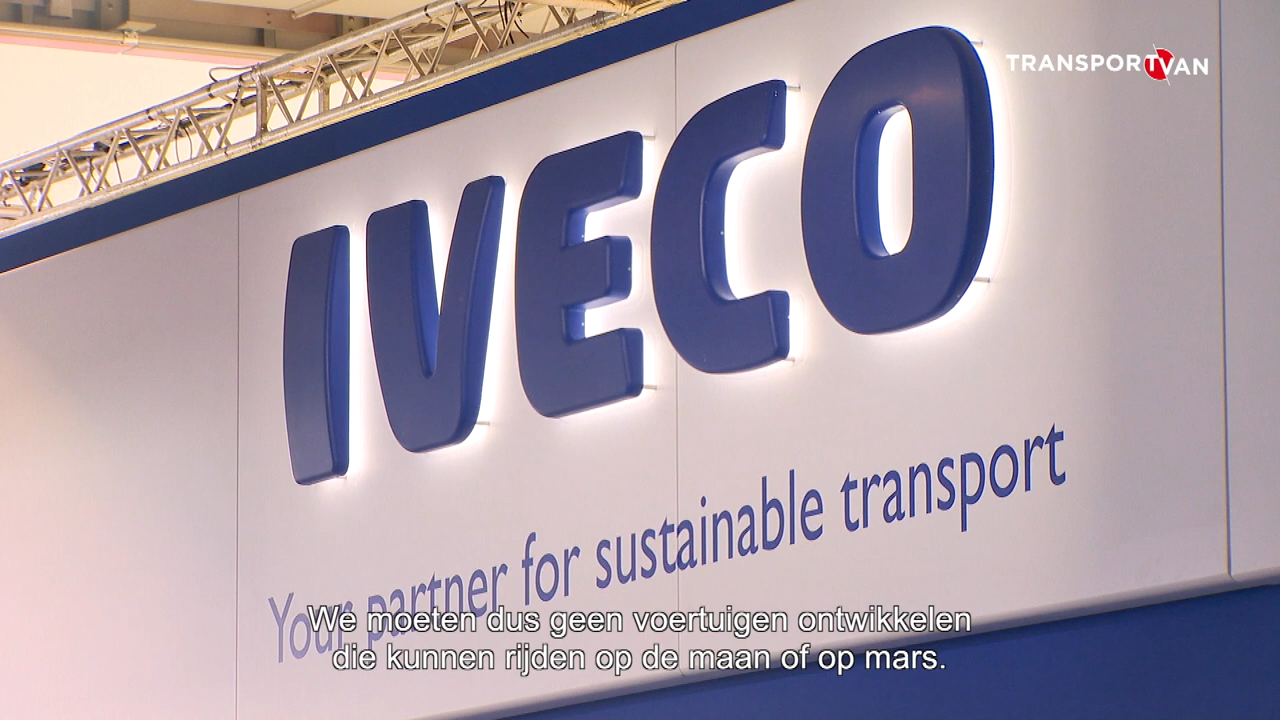 TRANSPORTVAN
IVECO
Your partner for sustainable transport
We moeten dus geen voertuigen ontwikkelen
die kunnen rijden op de maan of op mars.